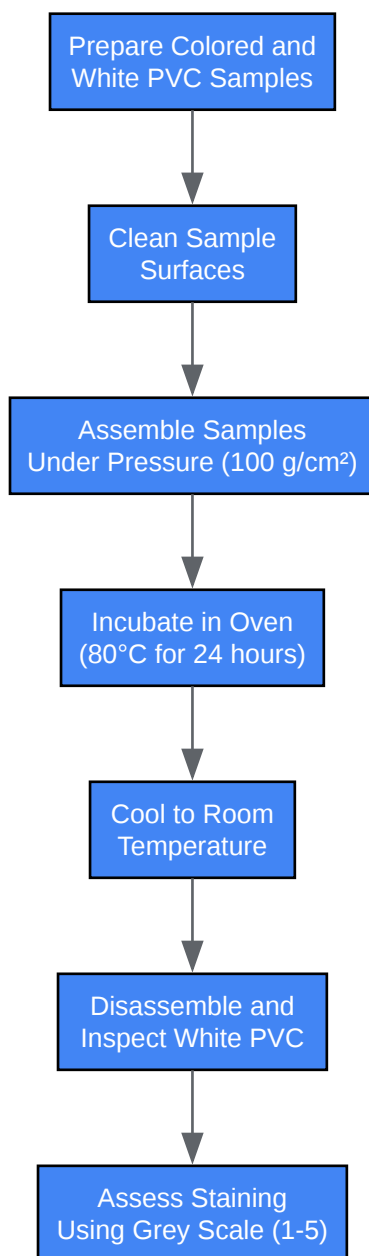 Prepare Colored and
White PVC Samples
Clean Sample
Surfaces
Assemble Samples
Under Pressure (100 g/cm²)
Incubate in Oven
(80°C for 24 hours)
Cool to Room
Temperature
Disassemble and
Inspect White PVC
Assess Staining
Using Grey Scale (1-5)